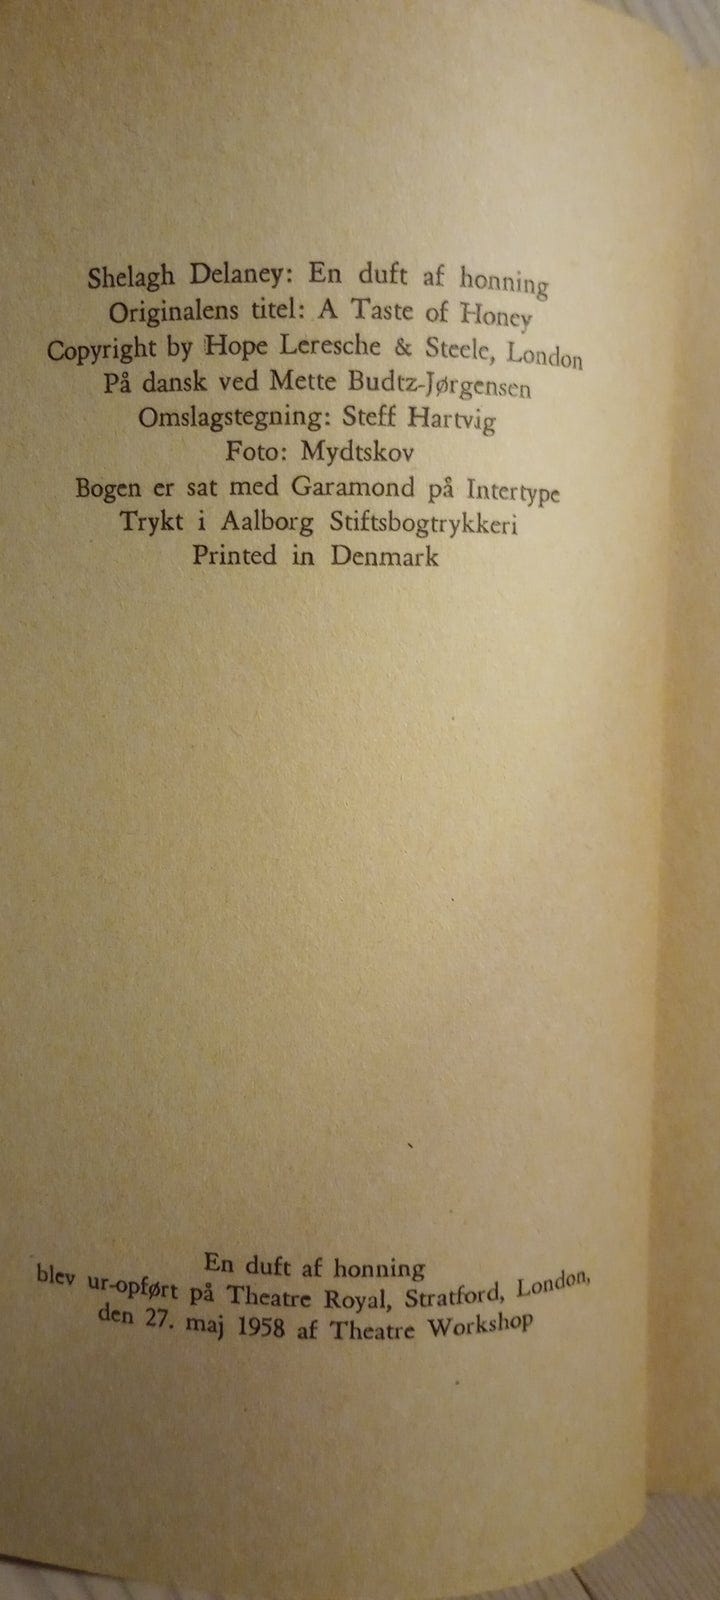 Shelagh Delaney: En duft af honning
Originalens titel: A Taste of Honey
Copyright by Hope Leresche & Steele, London
På dansk ved Mette Budtz-Jørgensen
Omslagstegning: Steff Hartvig
Foto: Mydtskov
Bogen er sat med Garamond på Intertype
Trykt i Aalborg Stiftsbogtrykkeri
Printed in Denmark
En duft af honning
blev ur-opført på Theatre Royal, Stratford, London,
den 27. maj 1958 af Theatre Workshop